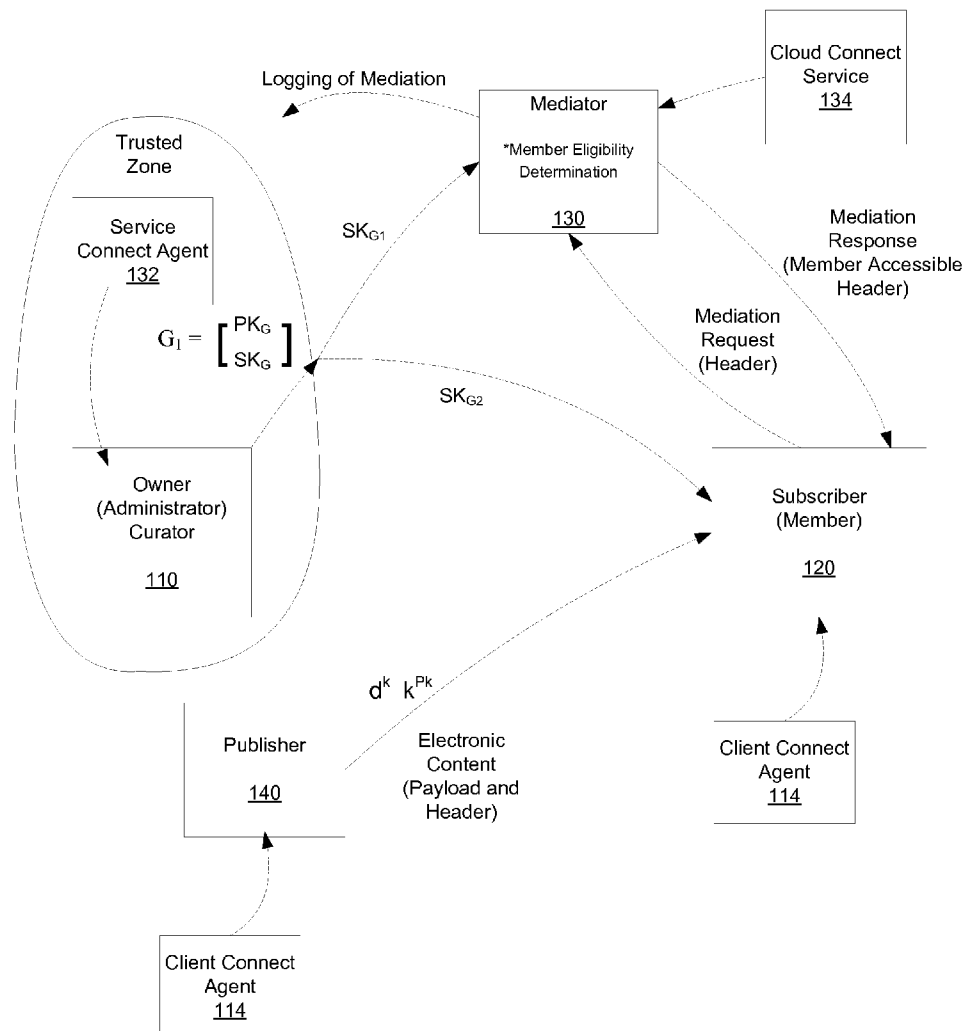 Cloud Connect
Service
134
Logging of Mediation
Mediator
*Member Eligibility
Determination
130
Trusted
Zone
Service
Connect Agent
132
SKG1
Mediation
Response
(Member Accessible
Header)
G1 = [ PKG
SKG ]
Mediation
Request
(Header)
SKG2
Owner
(Administrator)
Curator
110
Subscriber
(Member)
120
d^k k^Pk
Publisher
140
Electronic
Content
(Payload and
Header)
Client Connect
Agent
114
Client Connect
Agent
114